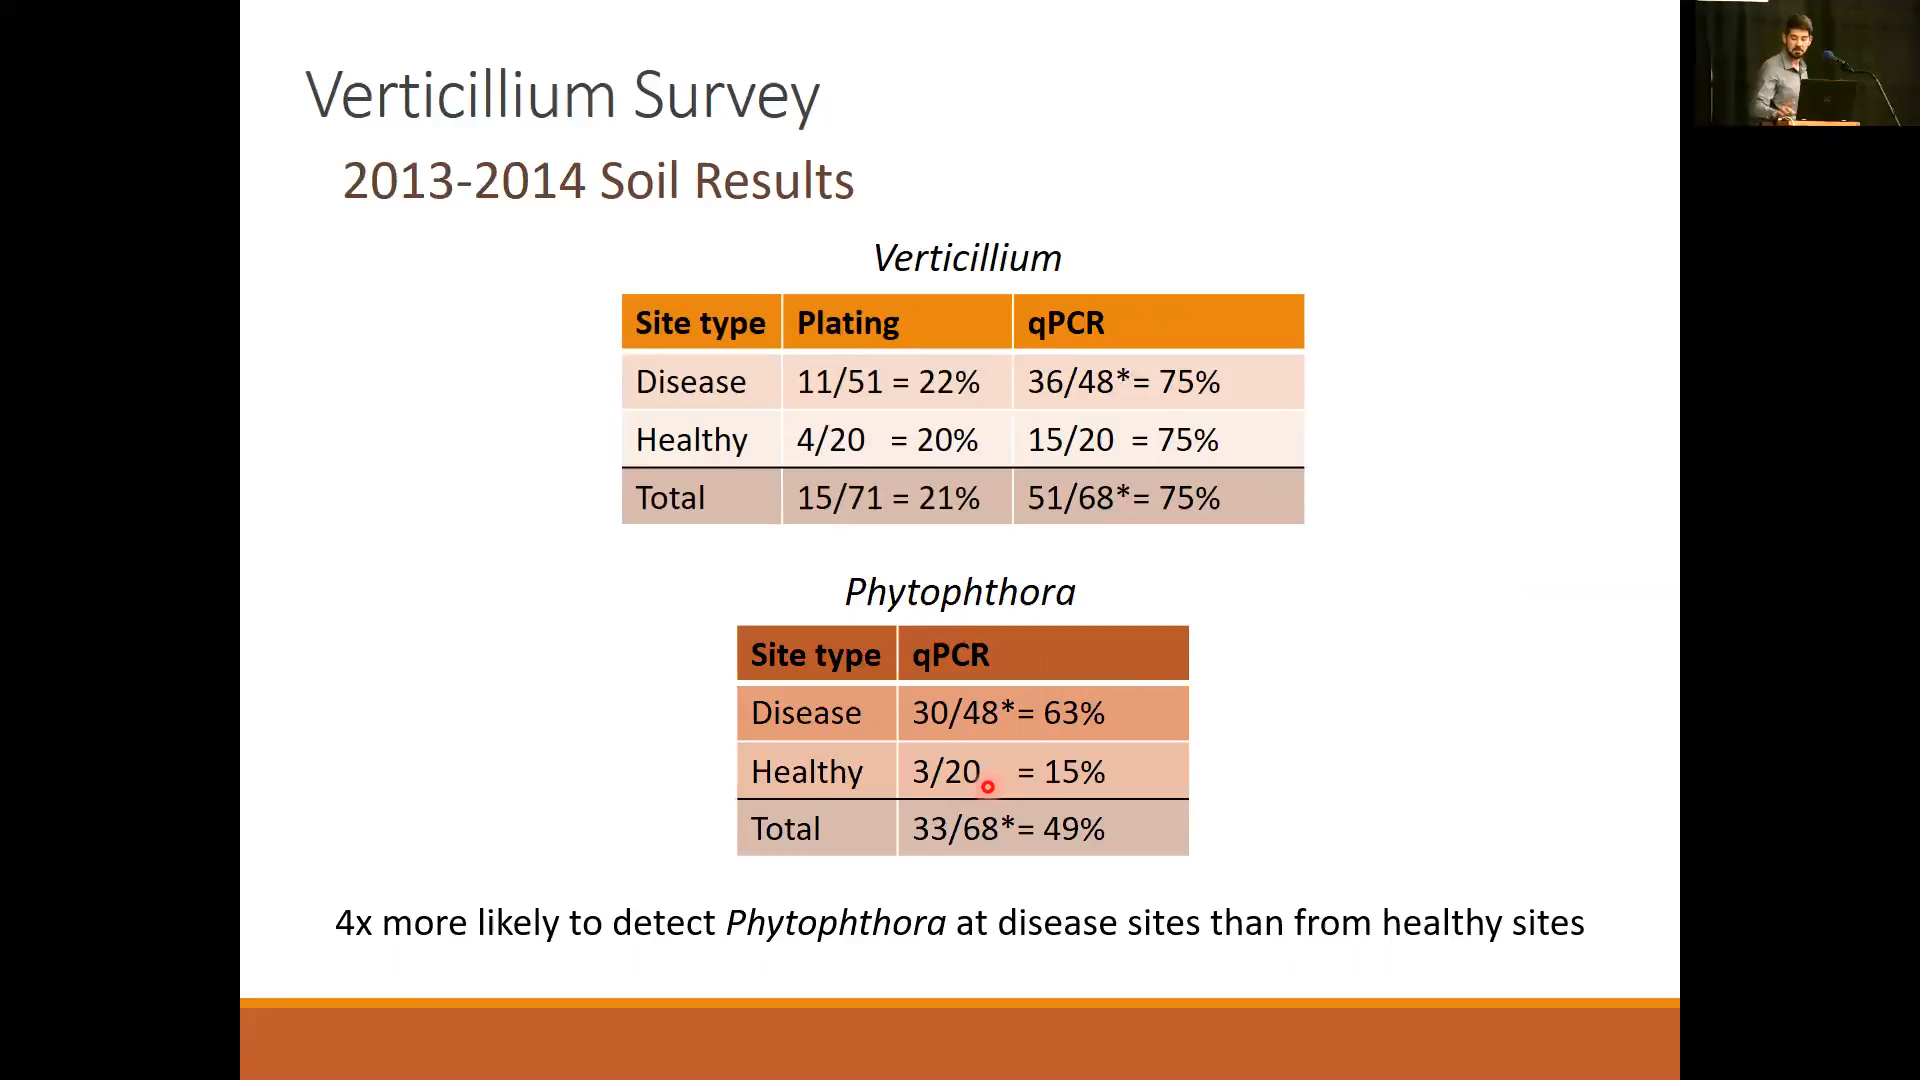 Verticillium Survey
2013-2014 Soil Results
Verticillium
Site type Plating qPCR
Disease 11/51 = 22% 36/48*= 75%
Healthy 4/20 = 20% 15/20 = 75%
Total 15/71 = 21% 51/68*= 75%
Phytophthora
Site type qPCR
Disease 30/48*= 63%
Healthy 3/20 = 15%
Total 33/68*= 49%
4x more likely to detect Phytophthora at disease sites than from healthy sites